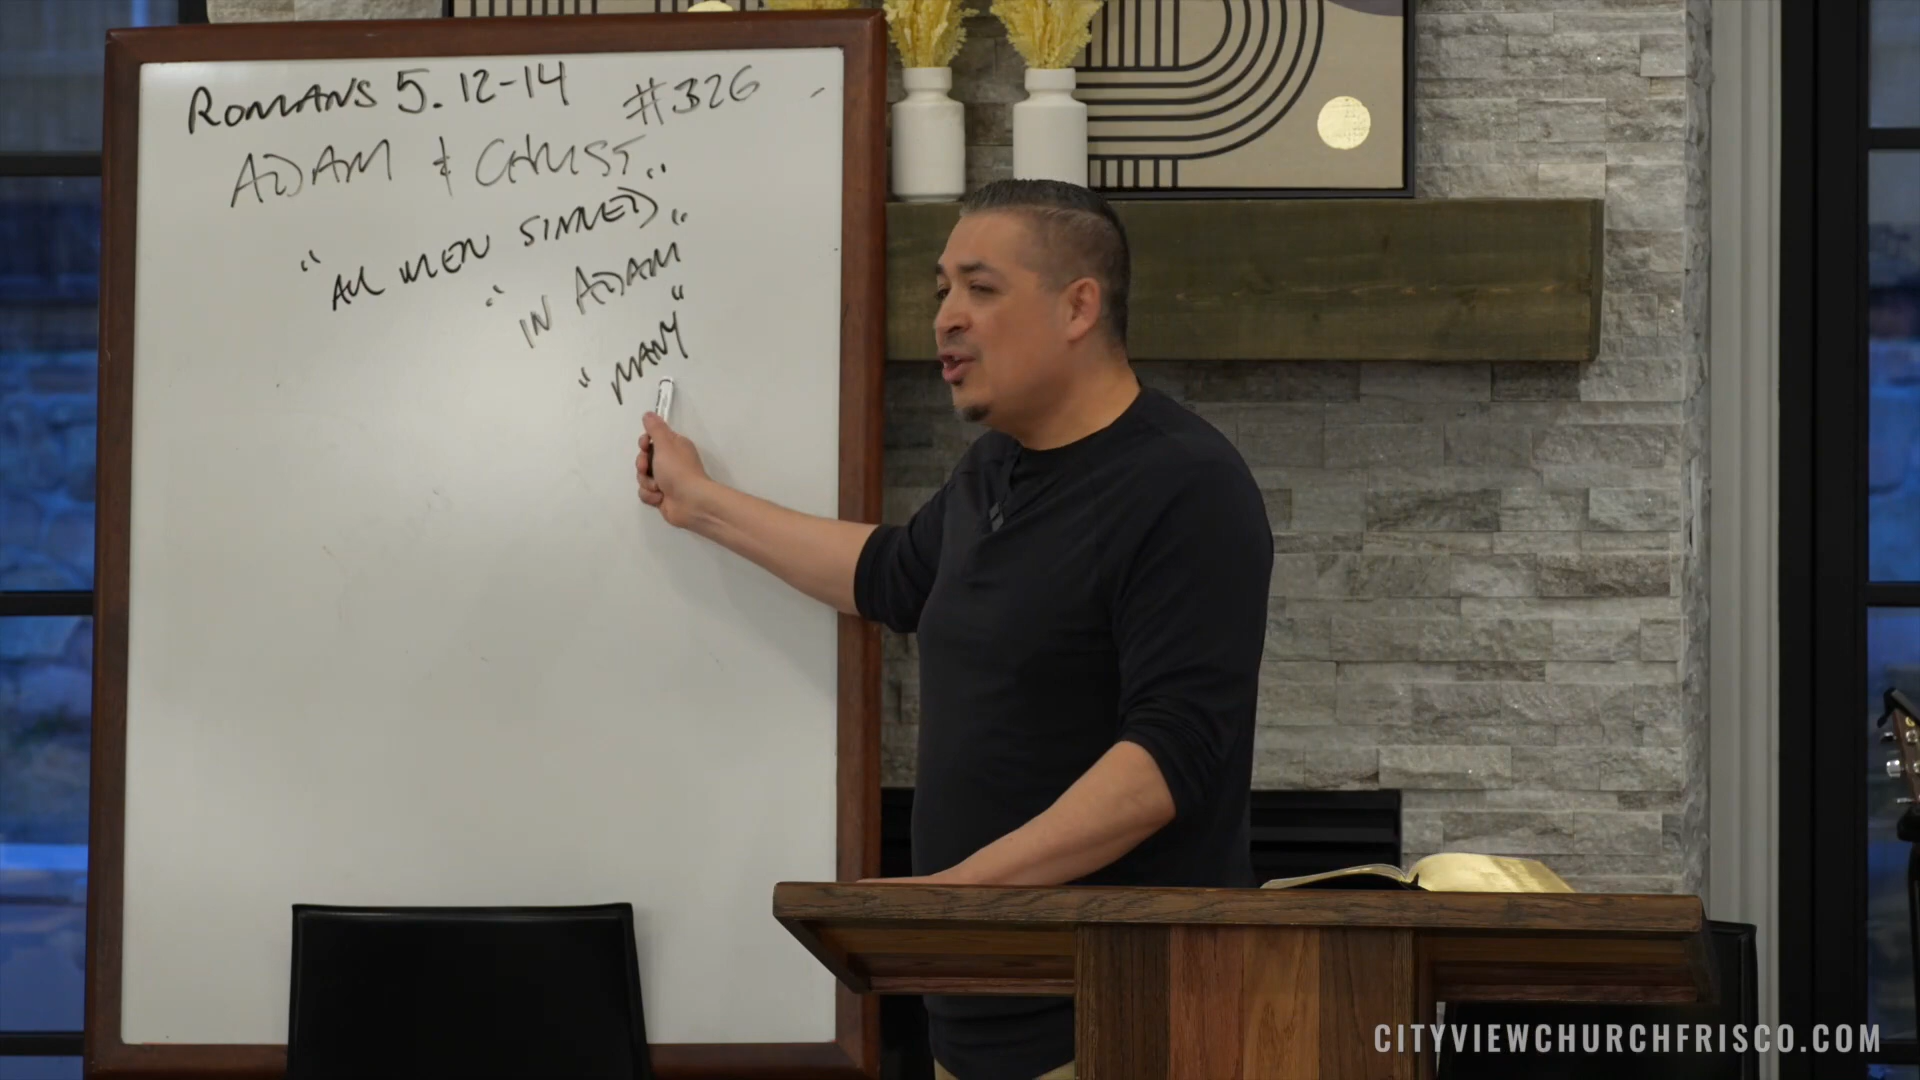 ROMANS 5.12-14 #326
ADAM & CHRIST..
"ALL MEN SINNED"
"IN ADAM"
"MANY"
CITYVIEWCHURCHFRISCO.COM